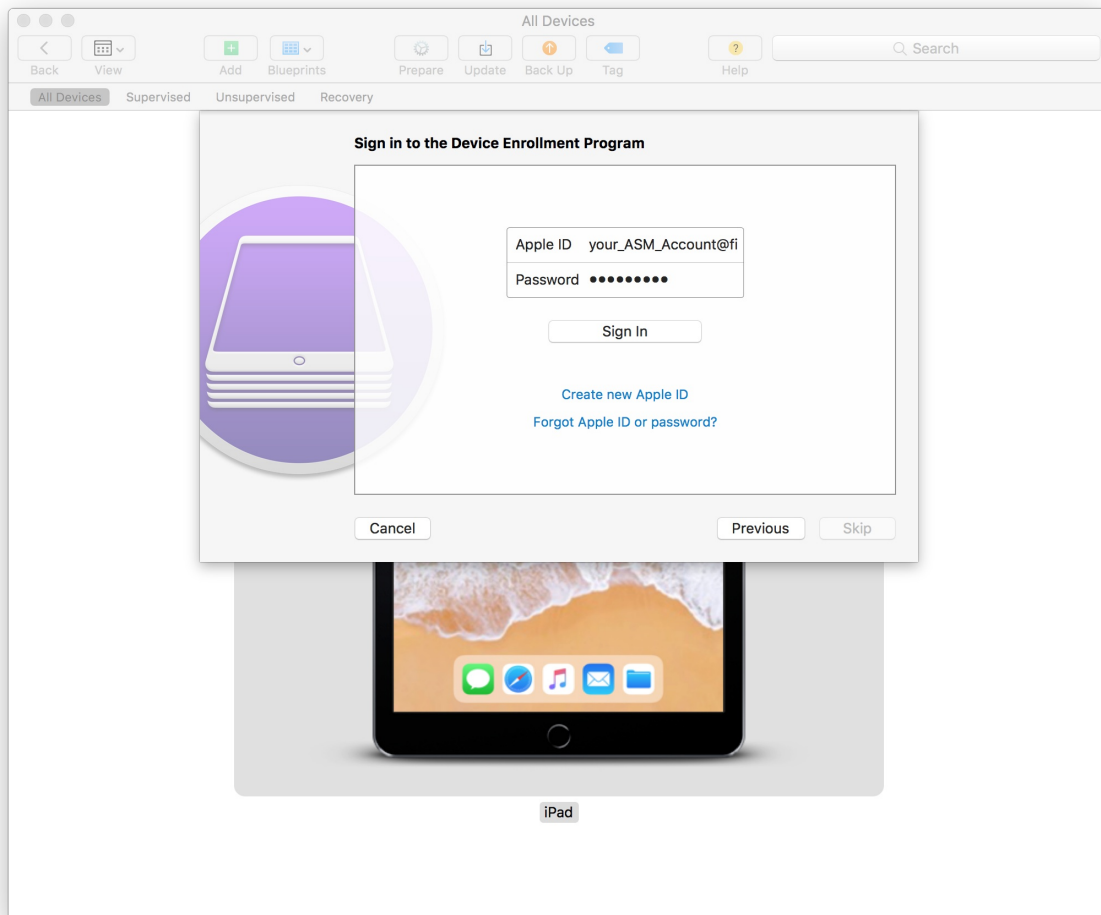 All Devices
Back View Add Blueprints Prepare Update Back Up Tag ? Help Search
All Devices Supervised Unsupervised Recovery
Sign in to the Device Enrollment Program
Apple ID your_ASM_Account@fi
Password
Sign In
Create new Apple ID
Forgot Apple ID or password?
Cancel Previous Skip
iPad